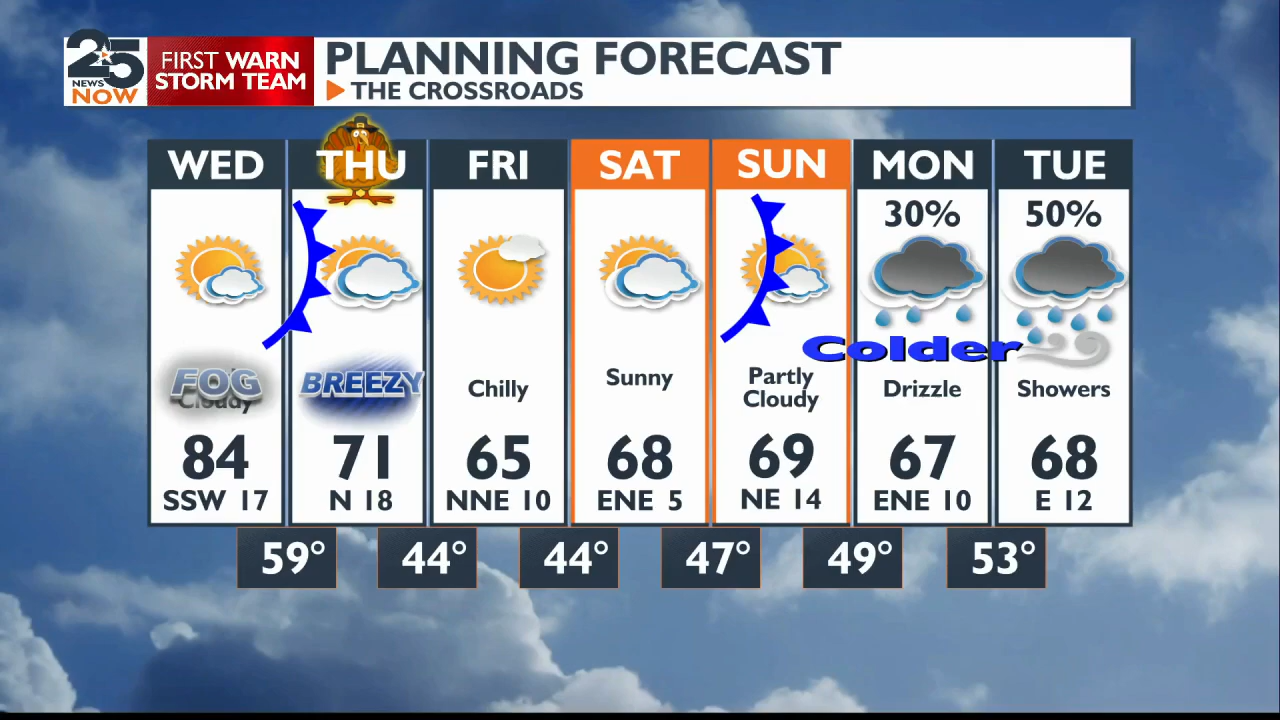 25
NEWS
NOW
FIRST WARN
STORM TEAM
PLANNING FORECAST
THE CROSSROADS
WED THU FRI SAT SUN MON TUE
30% 50%
Colder
FOG BREEZY Chilly Sunny Partly Cloudy Drizzle Showers
Cloudy
84 71 65 68 69 67 68
SSW 17 N 18 NNE 10 ENE 5 NE 14 ENE 10 E 12
59° 44° 44° 47° 49° 53°